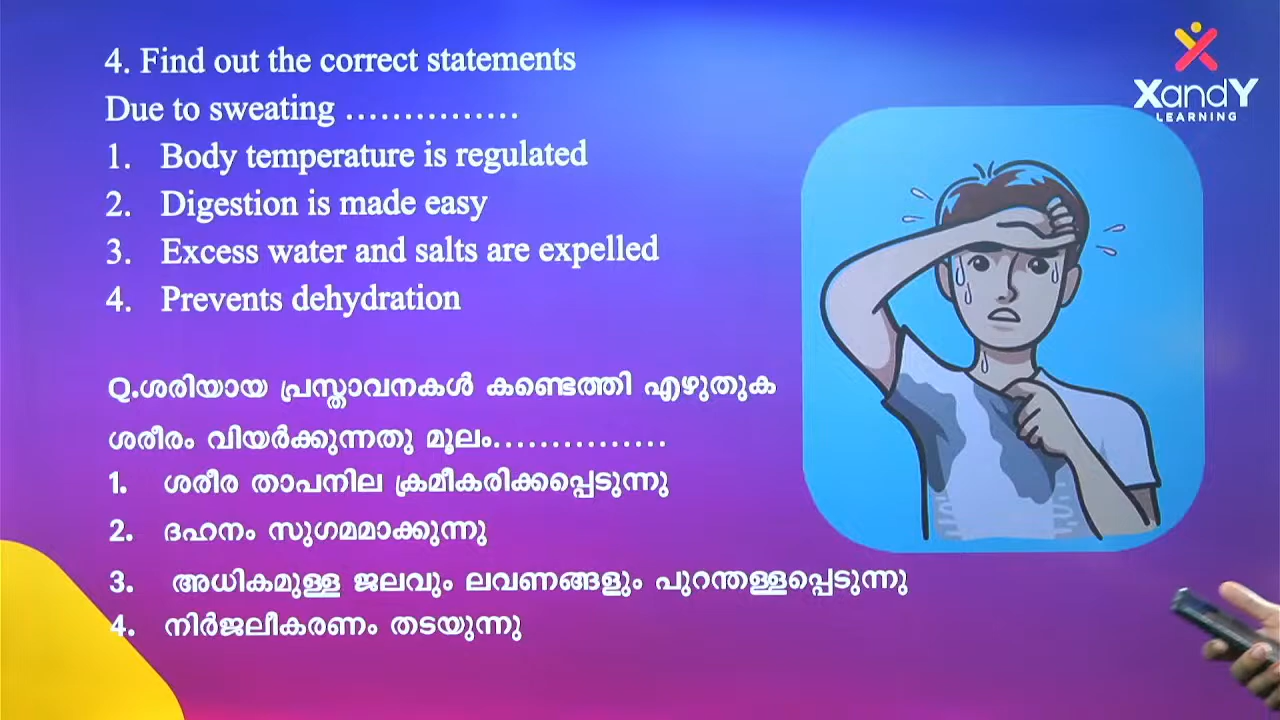 4. Find out the correct statements
Due to sweating ...............
1. Body temperature is regulated
2. Digestion is made easy
3. Excess water and salts are expelled
4. Prevents dehydration
Q.ശരിയായ പ്രസ്താവനകൾ കണ്ടെത്തി എഴുതുക
ശരീരം വിയർക്കുന്നതു മൂലം...............
1. ശരീര താപനില ക്രമീകരിക്കപ്പെടുന്നു
2. ദഹനം സുഗമമാക്കുന്നു
3. അധികമുള്ള ജലവും ലവണങ്ങളും പുറന്തള്ളപ്പെടുന്നു
4. നിർജലീകരണം തടയുന്നു
XandY
LEARNING